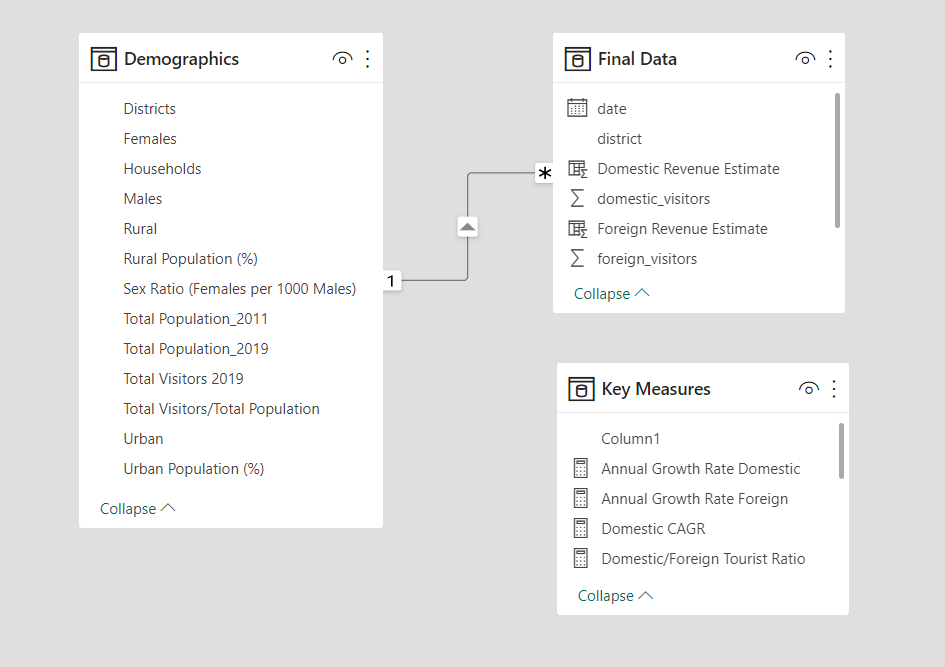 Demographics
Districts
Females
Households
Males
Rural
Rural Population (%)
Sex Ratio (Females per 1000 Males)
Total Population_2011
Total Population_2019
Total Visitors 2019
Total Visitors/Total Population
Urban
Urban Population (%)
Collapse
1
*
Final Data
date
district
Domestic Revenue Estimate
domestic_visitors
Foreign Revenue Estimate
foreign_visitors
Collapse
Key Measures
Column1
Annual Growth Rate Domestic
Annual Growth Rate Foreign
Domestic CAGR
Domestic/Foreign Tourist Ratio
Collapse